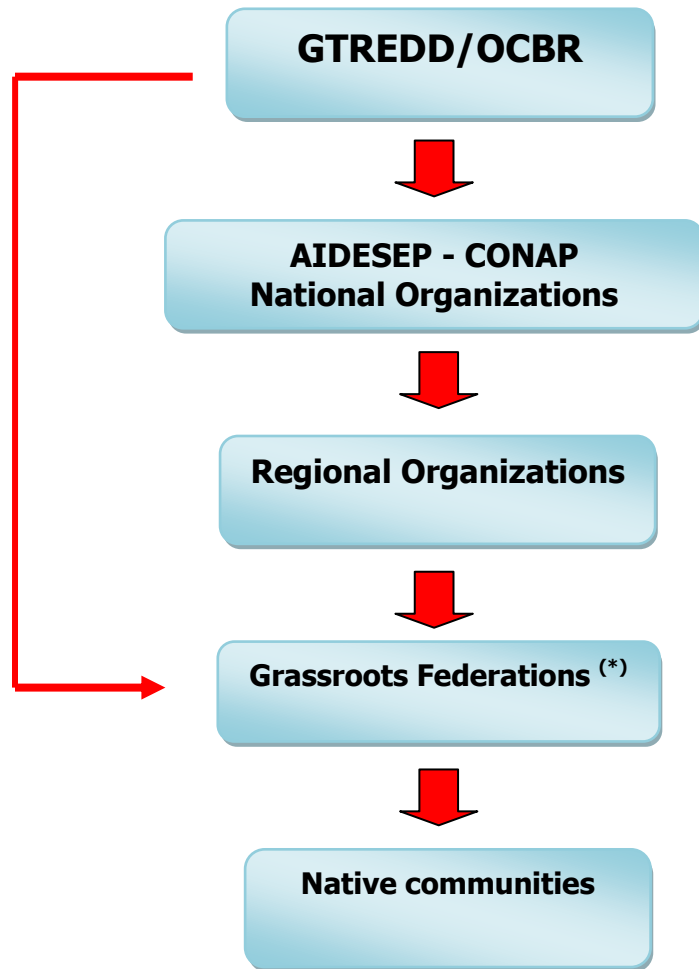 GTREDD/OCBR
AIDESEP - CONAP
National Organizations
Regional Organizations
Grassroots Federations (*)
Native communities